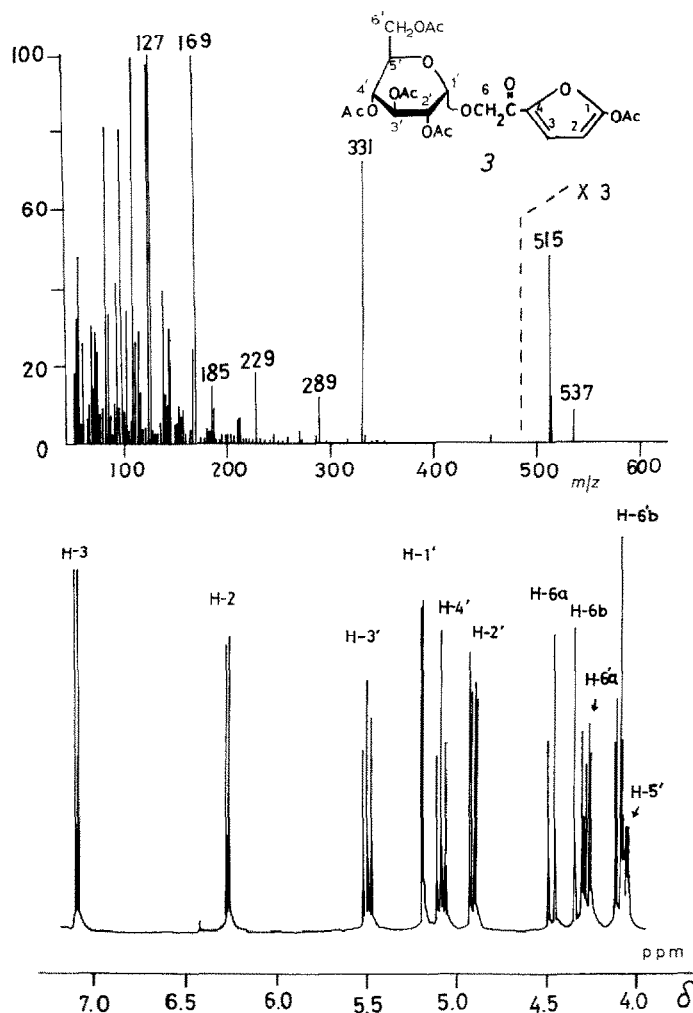 100
60
20
0
127
169
331
X 3
515
537
185
229
289
100
200
300
400
500
600
m/z
6'
CH2OAc
5'
O
4'
OAc
1'
6
O
O
AcO
3'
2'
OAc
OCH2C
4
3
2
1
OAc
3
H-3
H-2
H-3'
H-1'
H-4'
H-2'
H-6a
H-6b
H-6'a
H-6'b
H-5'
ppm
7.0
6.5
6.0
5.5
5.0
4.5
4.0
δ